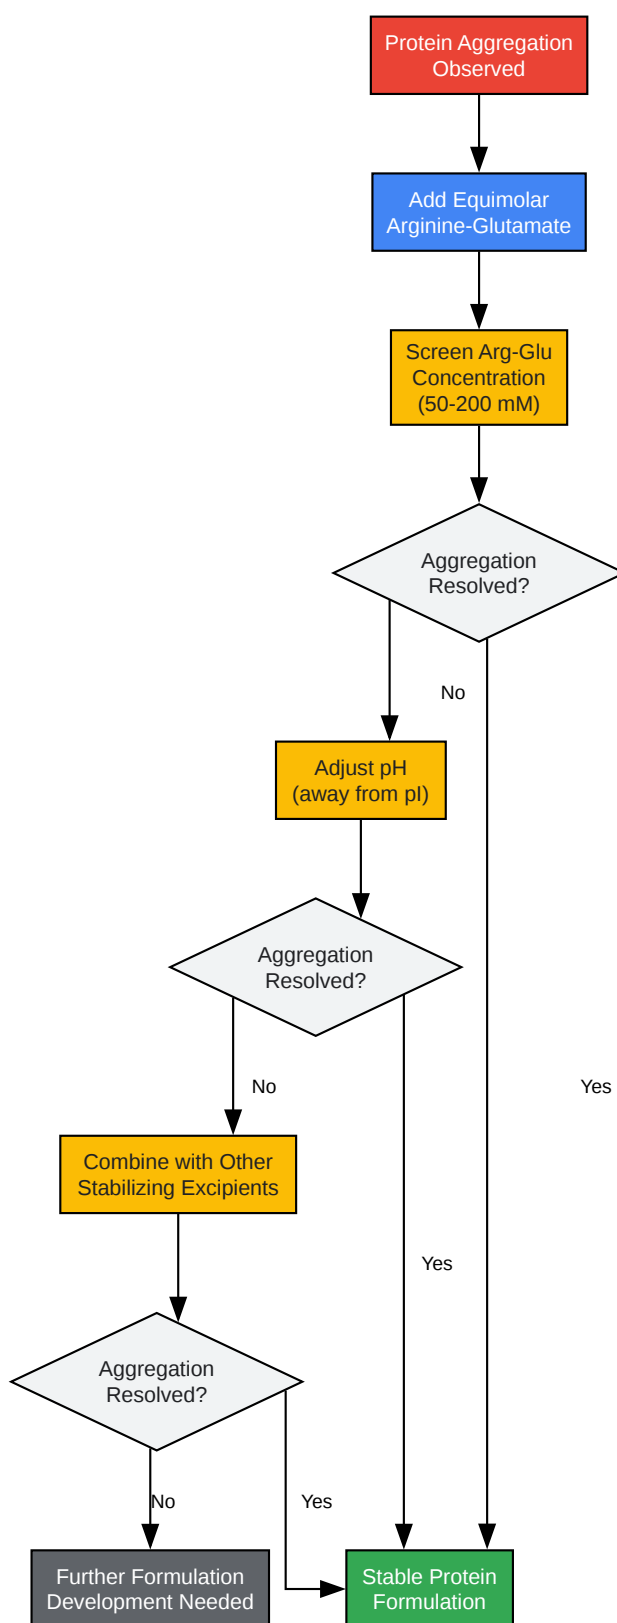 Protein Aggregation
Observed
Add Equimolar
Arginine-Glutamate
Screen Arg-Glu
Concentration
(50-200 mM)
Aggregation
Resolved?
No
Adjust pH
(away from pI)
Aggregation
Resolved?
No
Yes
Combine with Other
Stabilizing Excipients
Yes
Aggregation
Resolved?
No
Yes
Further Formulation
Development Needed
Stable Protein
Formulation